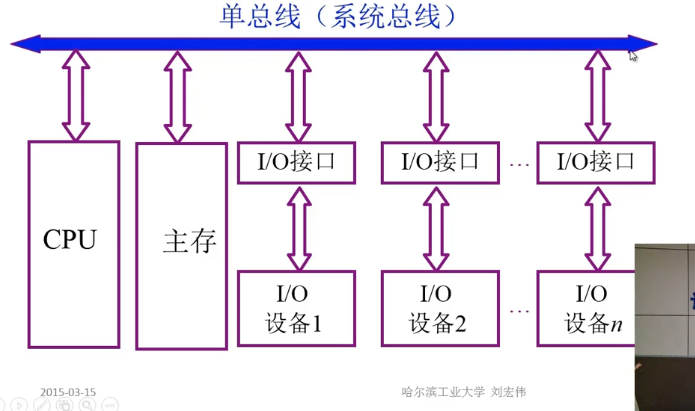 单总线（系统总线）
I/O接口
I/O接口
…
I/O接口
CPU
主存
I/O
设备1
I/O
设备2
…
I/O
设备n
2015-03-15
哈尔滨工业大学 刘宏伟